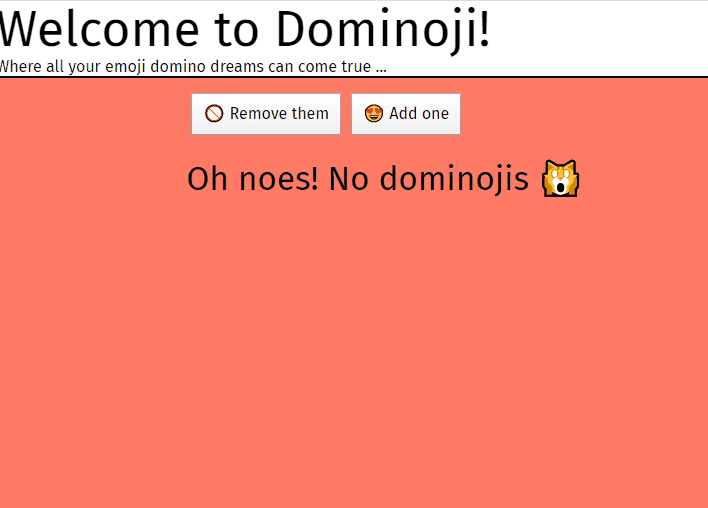 Welcome to Dominoji!
Where all your emoji domino dreams can come true ...
🚫 Remove them 😍 Add one
Oh noes! No dominojis 🙀